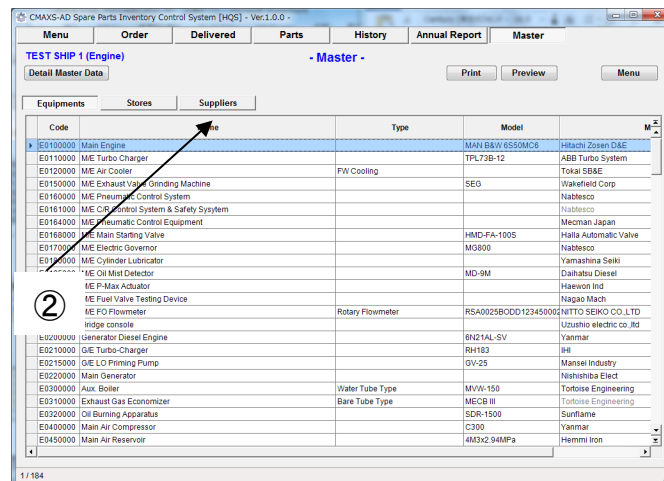 CMAXS-AD Spare Parts Inventory Control System [HQS] - Ver.1.0.0 -
Menu Order Delivered Parts History Annual Report Master
TEST SHIP 1 (Engine) - Master -
Detail Master Data Print Preview Menu
Equipments Stores Suppliers
Code Type Model M
E0100000 Main Engine MAN B&W 6S50MC6 Hitachi Zosen D&E
E0110000 M/E Turbo Charger TPL73B-12 ABB Turbo System
E0120000 M/E Air Cooler FW Cooling Tokai SB&E
E0150000 M/E Exhaust Valve Grinding Machine SEG Wakefield Corp
E0160000 M/E Pneumatic Control System Nabtesco
E0161000 M/E C/R Control System & Safety Sysytem Nabtesco
E0164000 M/E Pneumatic Control Equipment Mecman Japan
E0168000 M/E Main Starting Valve HMD-FA-100S Halla Automatic Valve
E0170000 M/E Electric Governor MG800 Nabtesco
M/E Cylinder Lubricator Yamashina Seiki
M/E Oil Mist Detector MD-9M Daihatsu Diesel
M/E P-Max Actuator Haewon Ind
M/E Fuel Valve Testing Device Nagao Mach
② M/E FO Flowmeter Rotary Flowmeter RSA0025BODD123450002 NITTO SEIKO CO.,LTD
ridge console Uzushio electric co.,ltd
E0200000 Generator Diesel Engine 6N21AL-SV Yanmar
E0210000 G/E Turbo-Charger RH183 IHI
E0215000 G/E LO Priming Pump GV-25 Mansei Industry
E0220000 Main Generator Nishishiba Elect
E0300000 Aux. Boiler Water Tube Type MVW-150 Tortoise Engineering
E0310000 Exhaust Gas Economizer Bare Tube Type MECB III Tortoise Engineering
E0320000 Oil Burning Apparatus SDR-1500 Sunflame
E0400000 Main Air Compressor C300 Yanmar
E0450000 Main Air Reservoir 4M3x2.94MPa Hemmi Iron
1 / 184